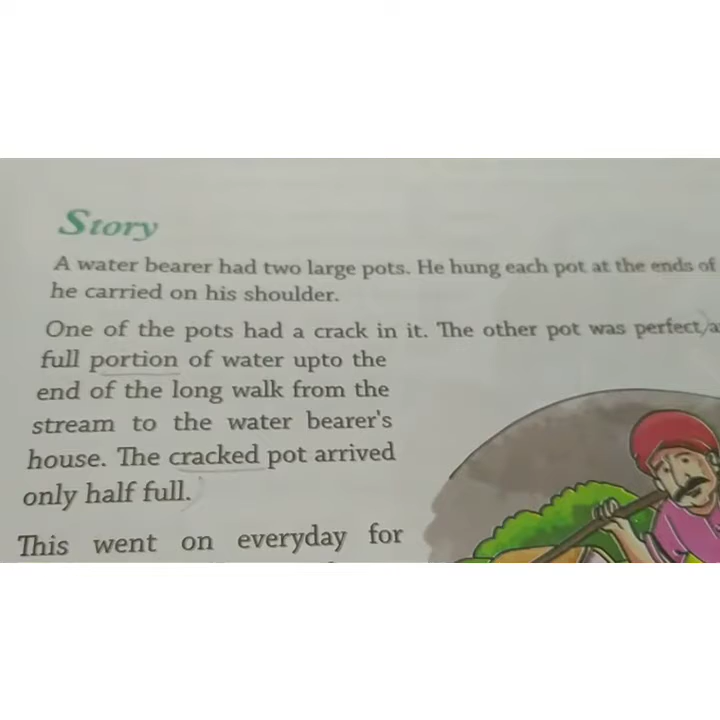 Story
A water bearer had two large pots. He hung each pot at the ends of
he carried on his shoulder.
One of the pots had a crack in it. The other pot was perfect,
full portion of water upto the
end of the long walk from the
stream to the water bearer's
house. The cracked pot arrived
only half full.
This went on everyday for